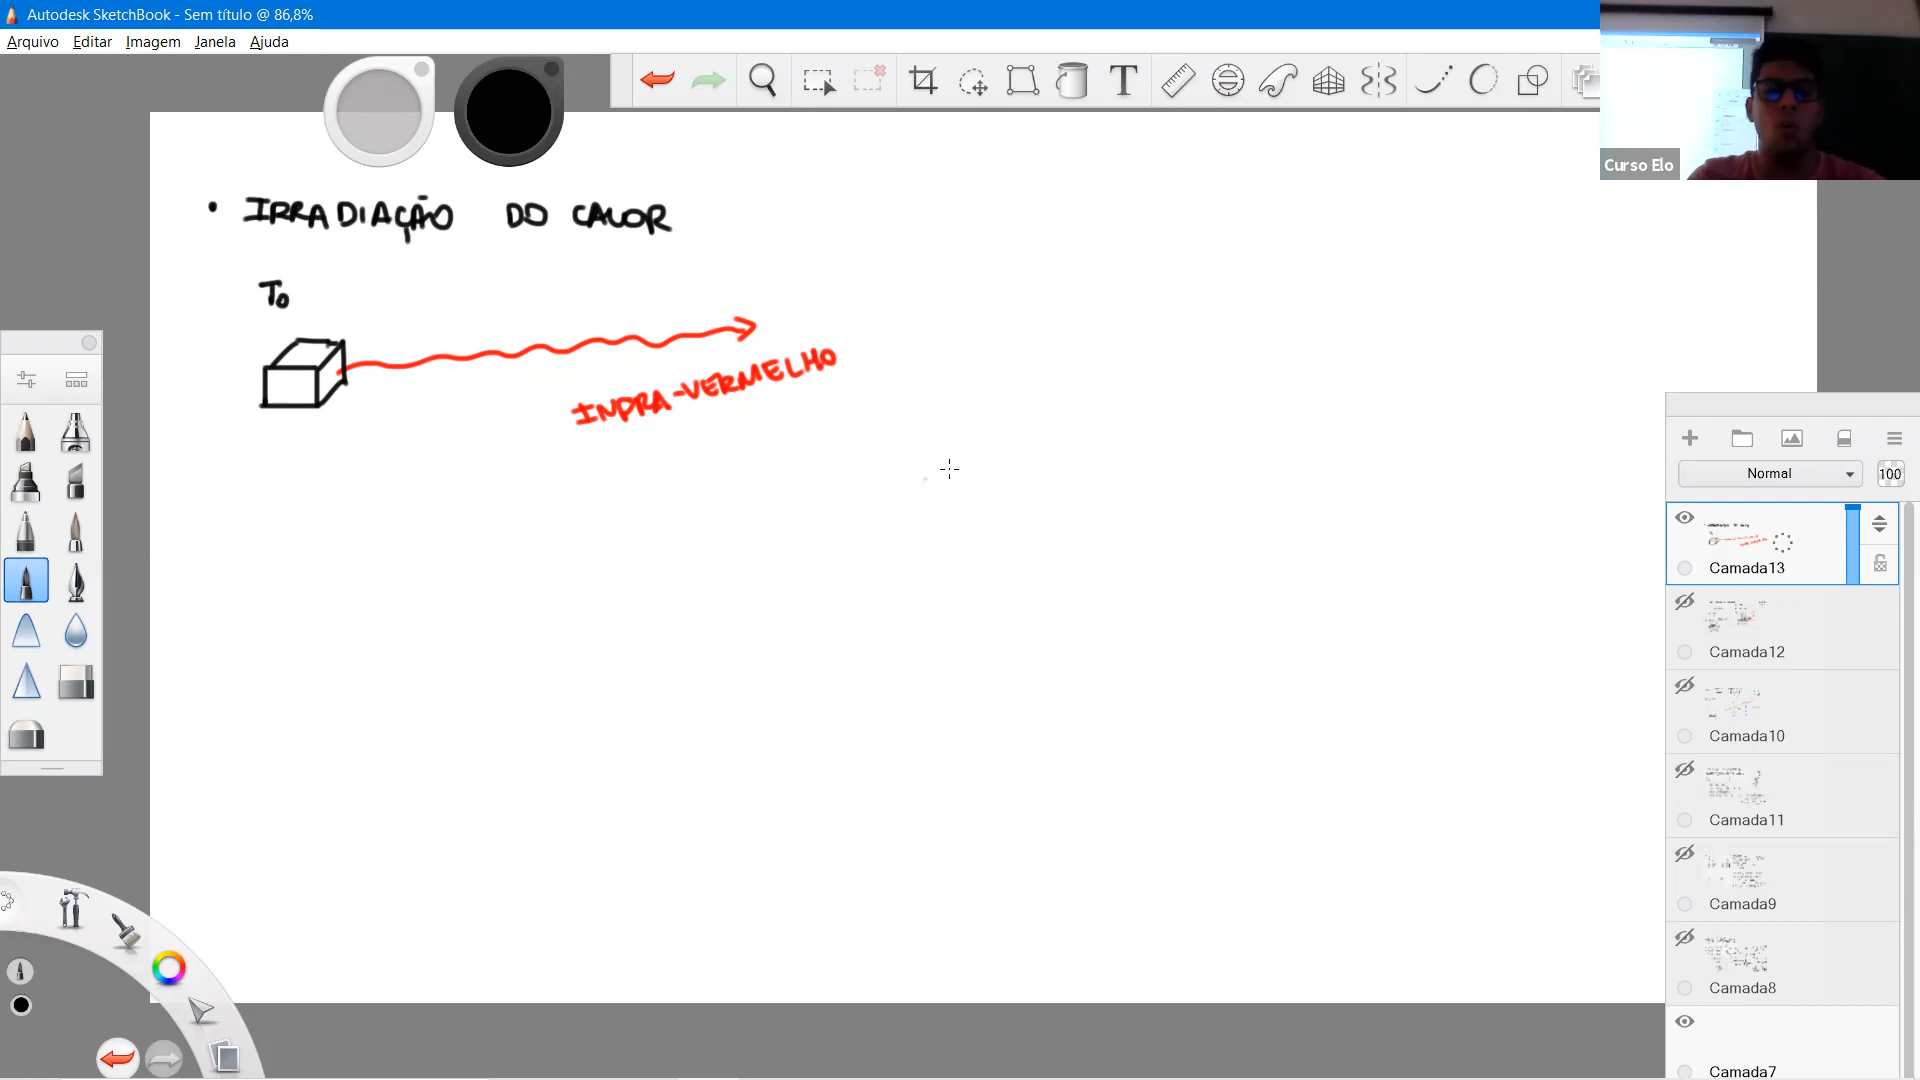 Autodesk SketchBook - Sem título @ 86,8%
Arquivo Editar Imagem Janela Ajuda
T
Curso Elo
• IRRADIAÇÃO DO CALOR
To
INFRA-VERMELHO
Normal
100
Camada13
Camada12
Camada10
Camada11
Camada9
Camada8
Camada7